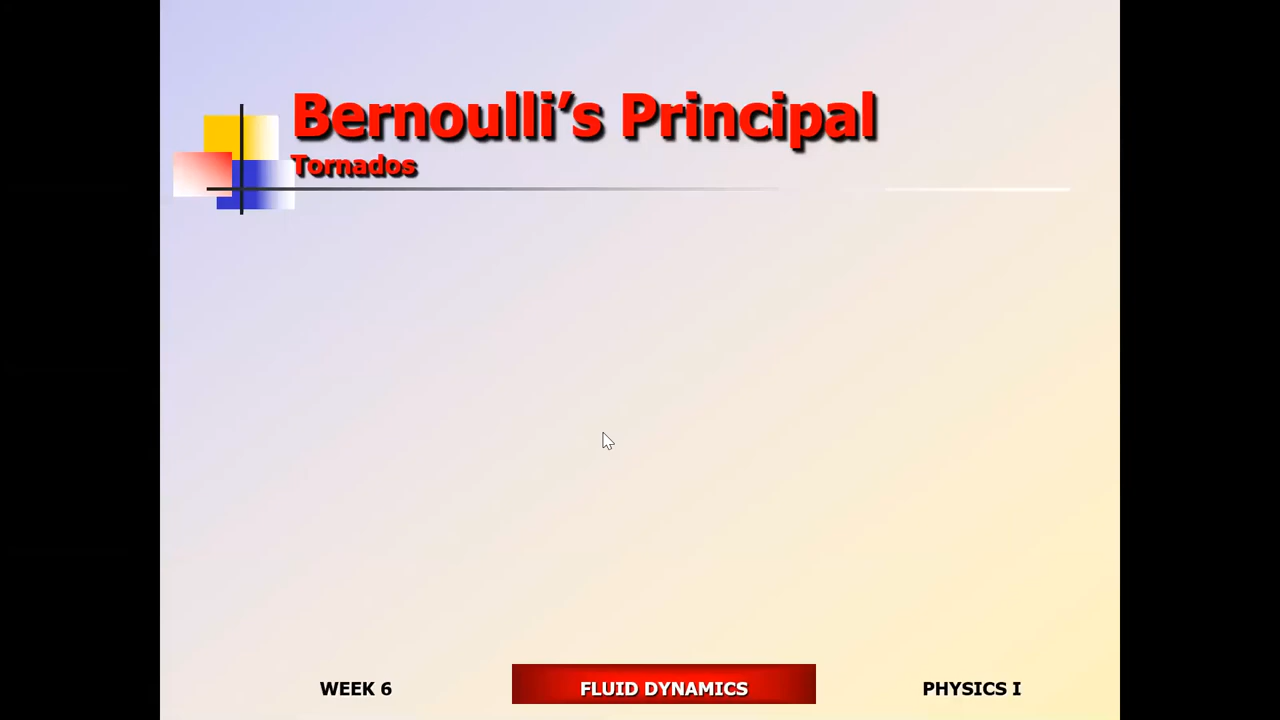 Bernoulli’s Principal
Tornados
WEEK 6
FLUID DYNAMICS
PHYSICS I